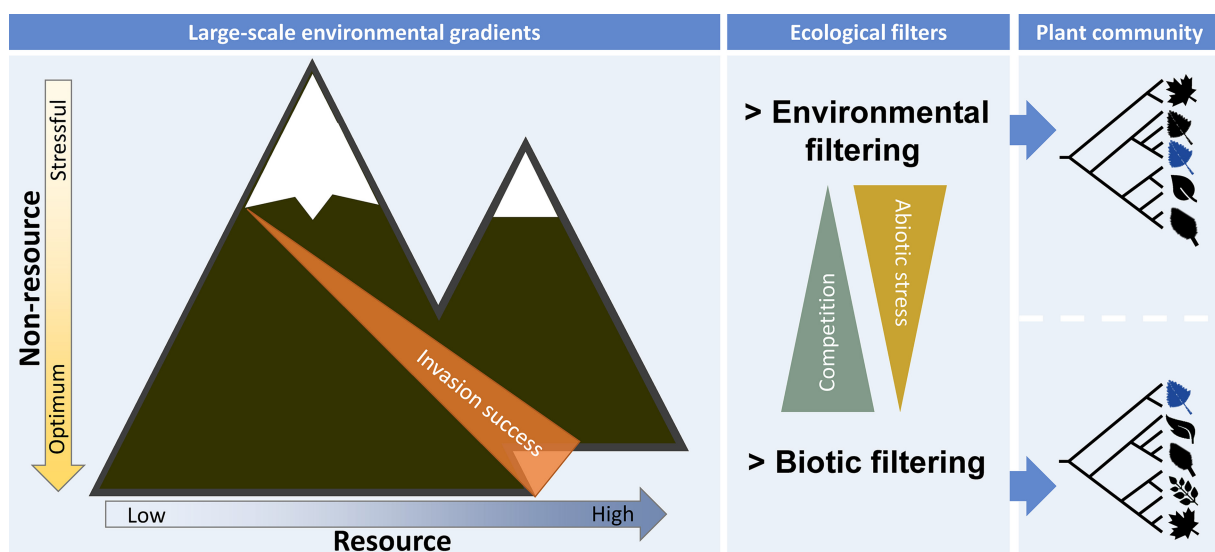 Large-scale environmental gradients
Ecological filters
Plant community
Non-resource
Stressful
Optimum
Invasion success
Low
High
Resource
> Environmental
filtering
Competition
Abiotic stress
> Biotic filtering